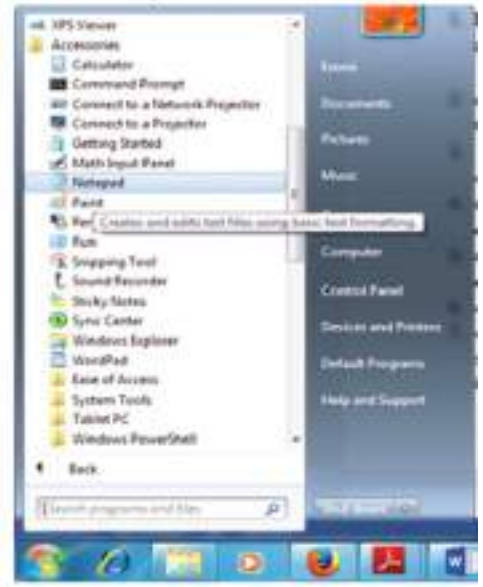 XPS Viewer
Accessories
Calculator
Command Prompt
Connect to a Network Projector
Connect to a Projector
Getting Started
Math Input Panel
Notepad
Paint
Creates and edits text files using basic text formatting.
Run
Snipping Tool
Sound Recorder
Sticky Notes
Sync Center
Windows Explorer
WordPad
Ease of Access
System Tools
Tablet PC
Windows PowerShell
Back
Search programs and files
Documents
Pictures
Music
Computer
Control Panel
Devices and Printers
Default Programs
Help and Support
W